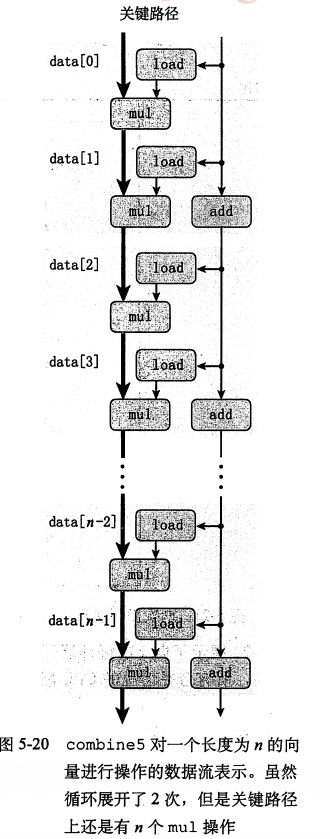 关键路径
data[0]
load
mul
data[1]
load
mul add
data[2]
load
mul
data[3]
load
mul add
data[n-2]
load
mul
data[n-1]
load
mul add
图 5-20 combine5 对一个长度为 n 的向
量进行操作的数据流表示。虽然
循环展开了 2 次，但是关键路径
上还是有 n 个 mul 操作